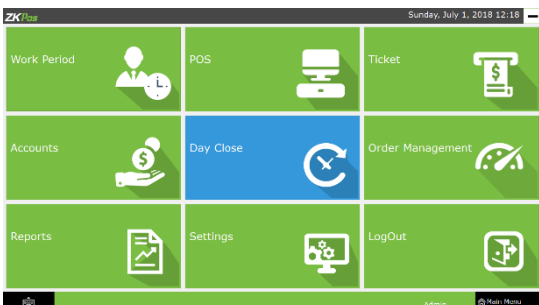 ZKPos
Sunday, July 1, 2018 12:18
Work Period
POS
Ticket
Accounts
Day Close
Order Management
Reports
Settings
LogOut
Admin
Main Menu